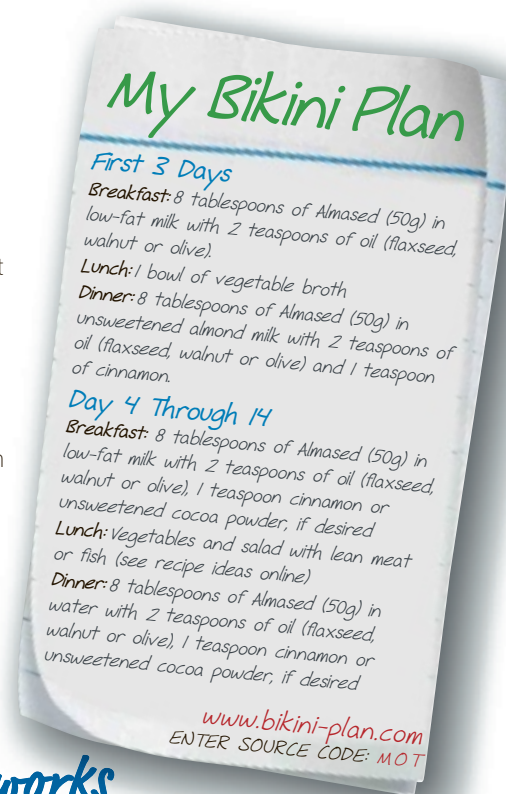 My Bikini Plan
First 3 Days
Breakfast: 8 tablespoons of Almased (50g) in
low-fat milk with 2 teaspoons of oil (flaxseed,
walnut or olive).
Lunch: 1 bowl of vegetable broth
Dinner: 8 tablespoons of Almased (50g) in
unsweetened almond milk with 2 teaspoons of
oil (flaxseed, walnut or olive) and 1 teaspoon
of cinnamon.
Day 4 Through 14
Breakfast: 8 tablespoons of Almased (50g) in
low-fat milk with 2 teaspoons of oil (flaxseed,
walnut or olive), 1 teaspoon cinnamon or
unsweetened cocoa powder, if desired
Lunch: Vegetables and salad with lean meat
or fish (see recipe ideas online)
Dinner: 8 tablespoons of Almased (50g) in
water with 2 teaspoons of oil (flaxseed,
walnut or olive), 1 teaspoon cinnamon or
unsweetened cocoa powder, if desired
www.bikini-plan.com
ENTER SOURCE CODE: MOT
works